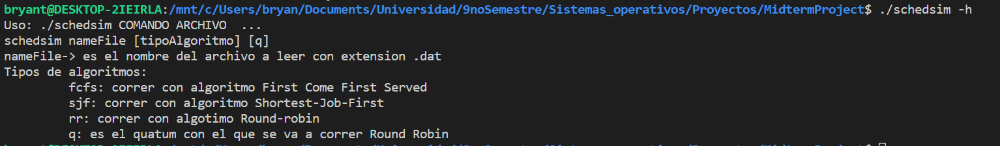 bryant@DESKTOP-2IEIRLA:/mnt/c/Users/bryan/Documents/Universidad/9noSemestre/Sistemas_operativos/Proyectos/MidtermProject$ ./schedsim -h
Uso: ./schedsim COMANDO ARCHIVO  ...
schedsim nameFile [tipoAlgoritmo] [q]
nameFile-> es el nombre del archivo a leer con extension .dat
Tipos de algoritmos:
fcfs: correr con algoritmo First Come First Served
sjf: correr con algoritmo Shortest-Job-First
rr: correr con algotimo Round-robin
q: es el quatum con el que se va a correr Round Robin